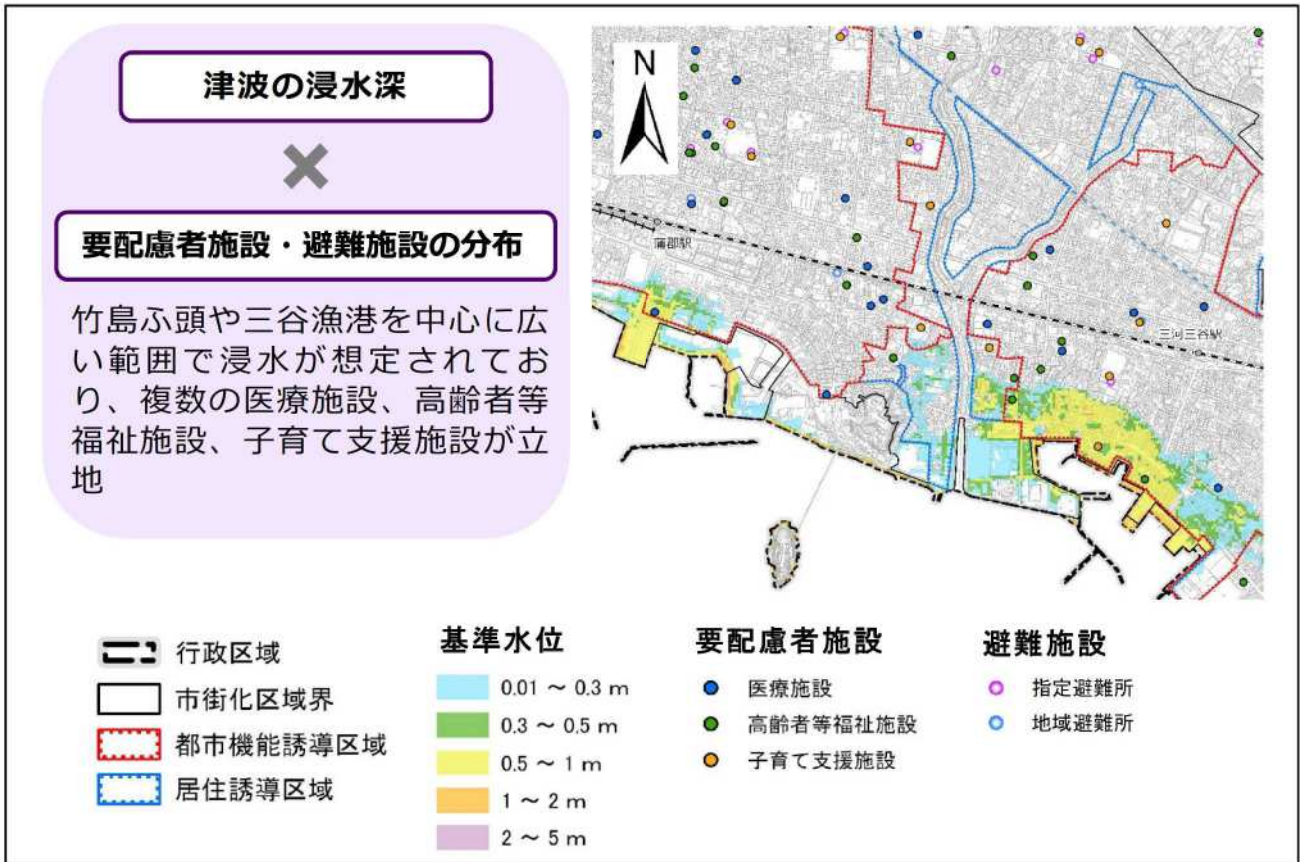 津波の浸水深
要配慮者施設・避難施設の分布
竹島ふ頭や三谷漁港を中心に広
い範囲で浸水が想定されてお
り、複数の医療施設、高齢者等
福祉施設、子育て支援施設が立
地
N
蒲郡駅
三河三谷駅
行政区域
市街化区域界
都市機能誘導区域
居住誘導区域
基準水位
0.01 ～ 0.3 m
0.3 ～ 0.5 m
0.5 ～ 1 m
1 ～ 2 m
2 ～ 5 m
要配慮者施設
医療施設
高齢者等福祉施設
子育て支援施設
避難施設
指定避難所
地域避難所